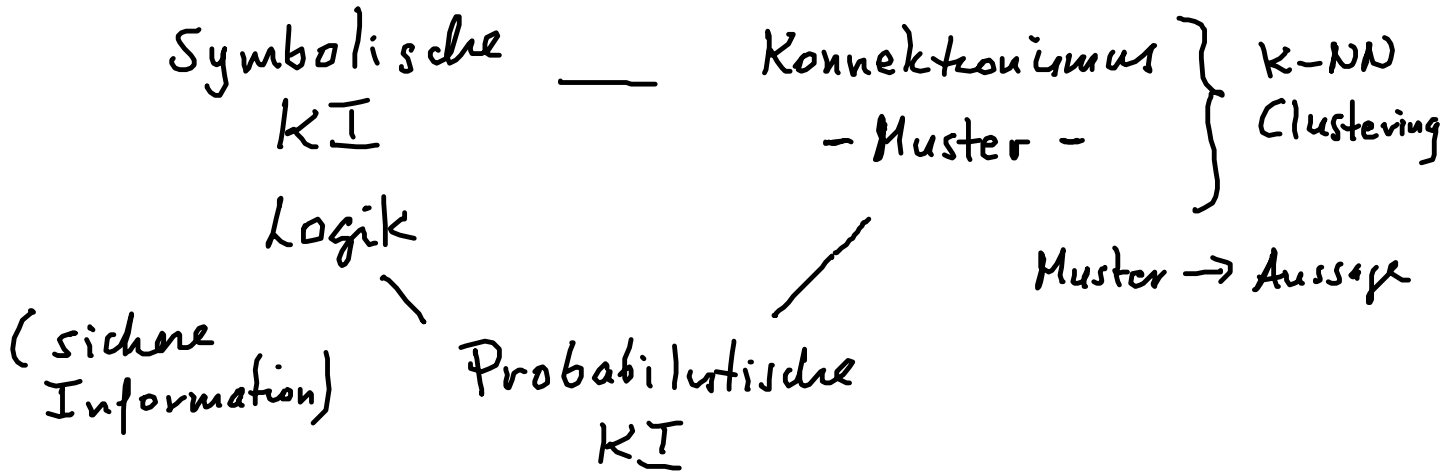 Symbolische
KI
Logik
(sichere
Information)
Konnektionismus
- Muster -
K-NN
Clustering
Muster → Aussage
Probabilistische
KI